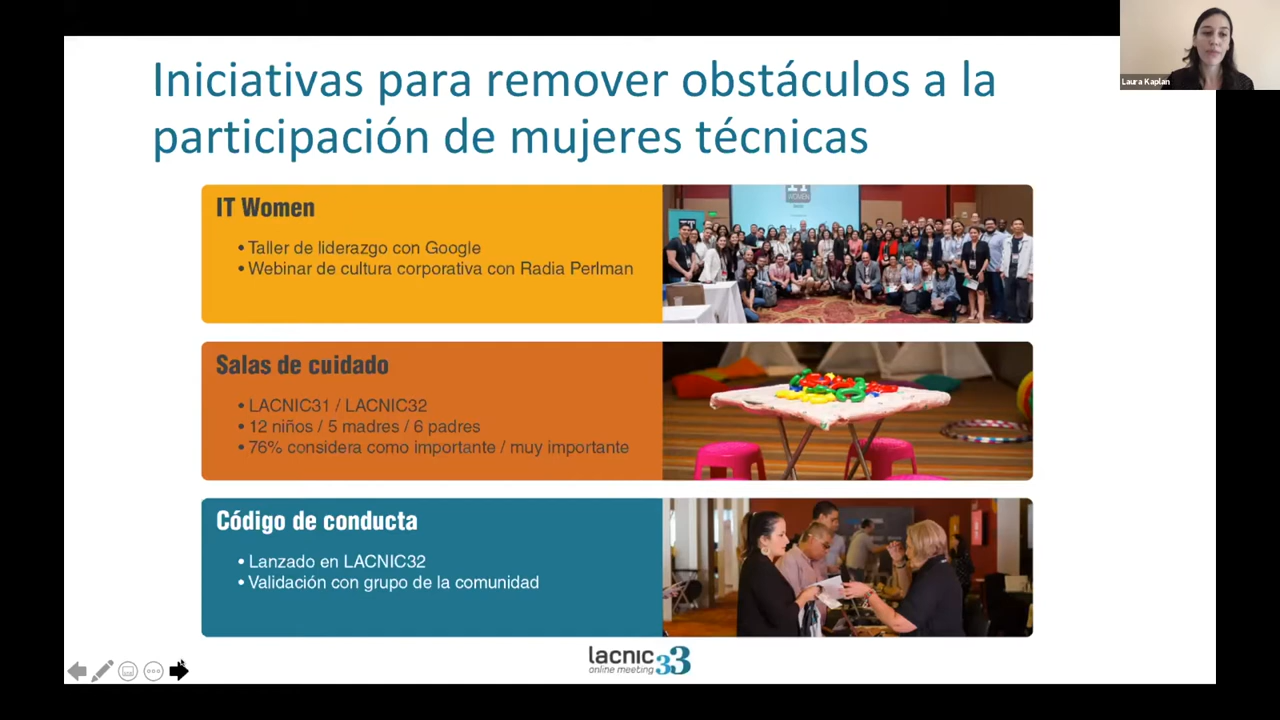 Laura Kaplan
Iniciativas para remover obstáculos a la
participación de mujeres técnicas
IT Women
• Taller de liderazgo con Google
• Webinar de cultura corporativa con Radia Perlman
IT
WOMEN
Salas de cuidado
• LACNIC31 / LACNIC32
• 12 niños / 5 madres / 6 padres
• 76% considera como importante / muy importante
Código de conducta
• Lanzado en LACNIC32
• Validación con grupo de la comunidad
lacnic 33
online meeting